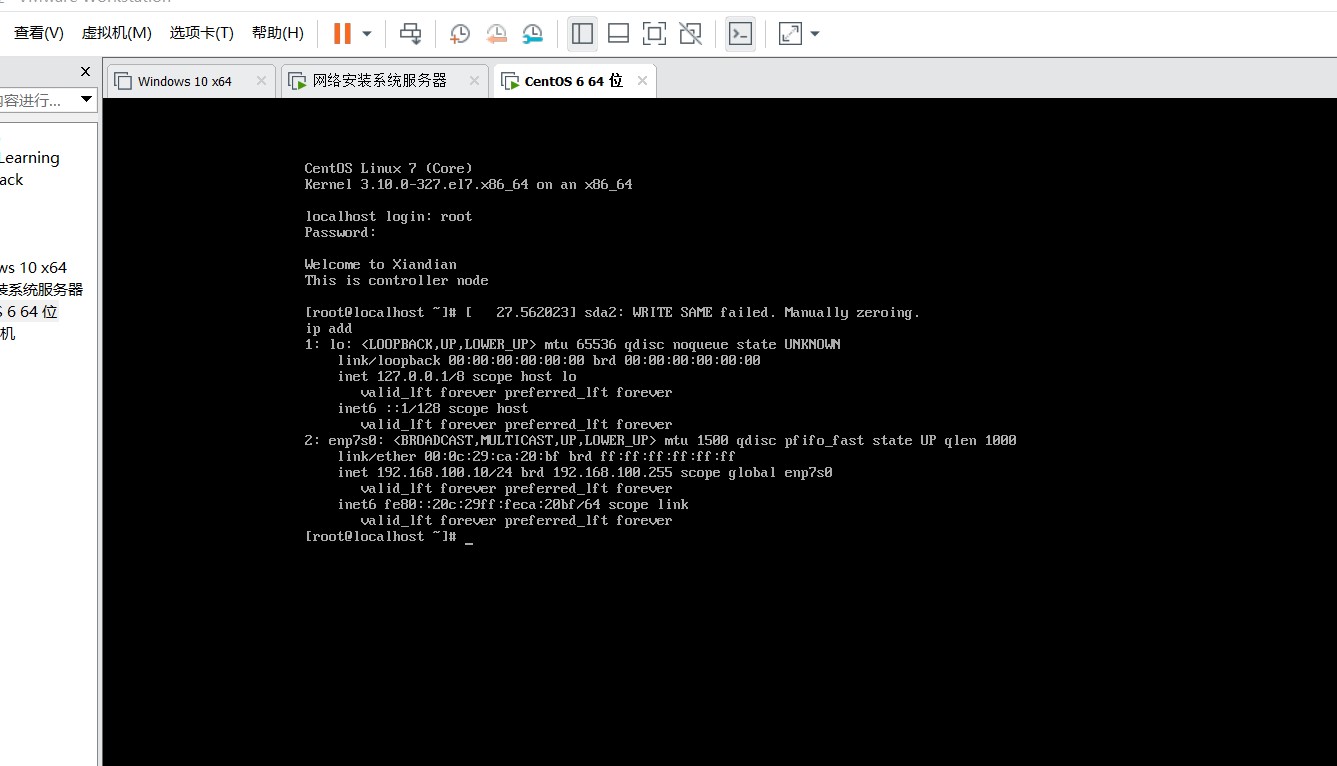 VMware Workstation
查看(V) 虚拟机(M) 选项卡(T) 帮助(H)
Windows 10 x64
网络安装系统服务器
CentOS 6 64 位
内容进行...
Learning
ack
ws 10 x64
装系统服务器
S 6 64 位
机
CentOS Linux 7 (Core)
Kernel 3.10.0-327.el7.x86_64 on an x86_64
localhost login: root
Password:
Welcome to Xiandian
This is controller node
[root@localhost ~]# [   27.562023] sda2: WRITE SAME failed. Manually zeroing.
ip add
1: lo: <LOOPBACK,UP,LOWER_UP> mtu 65536 qdisc noqueue state UNKNOWN
    link/loopback 00:00:00:00:00:00 brd 00:00:00:00:00:00
    inet 127.0.0.1/8 scope host lo
       valid_lft forever preferred_lft forever
    inet6 ::1/128 scope host
       valid_lft forever preferred_lft forever
2: enp7s0: <BROADCAST,MULTICAST,UP,LOWER_UP> mtu 1500 qdisc pfifo_fast state UP qlen 1000
    link/ether 00:0c:29:ca:20:bf brd ff:ff:ff:ff:ff:ff
    inet 192.168.100.10/24 brd 192.168.100.255 scope global enp7s0
       valid_lft forever preferred_lft forever
    inet6 fe80::20c:29ff:feca:20bf/64 scope link
       valid_lft forever preferred_lft forever
[root@localhost ~]# _